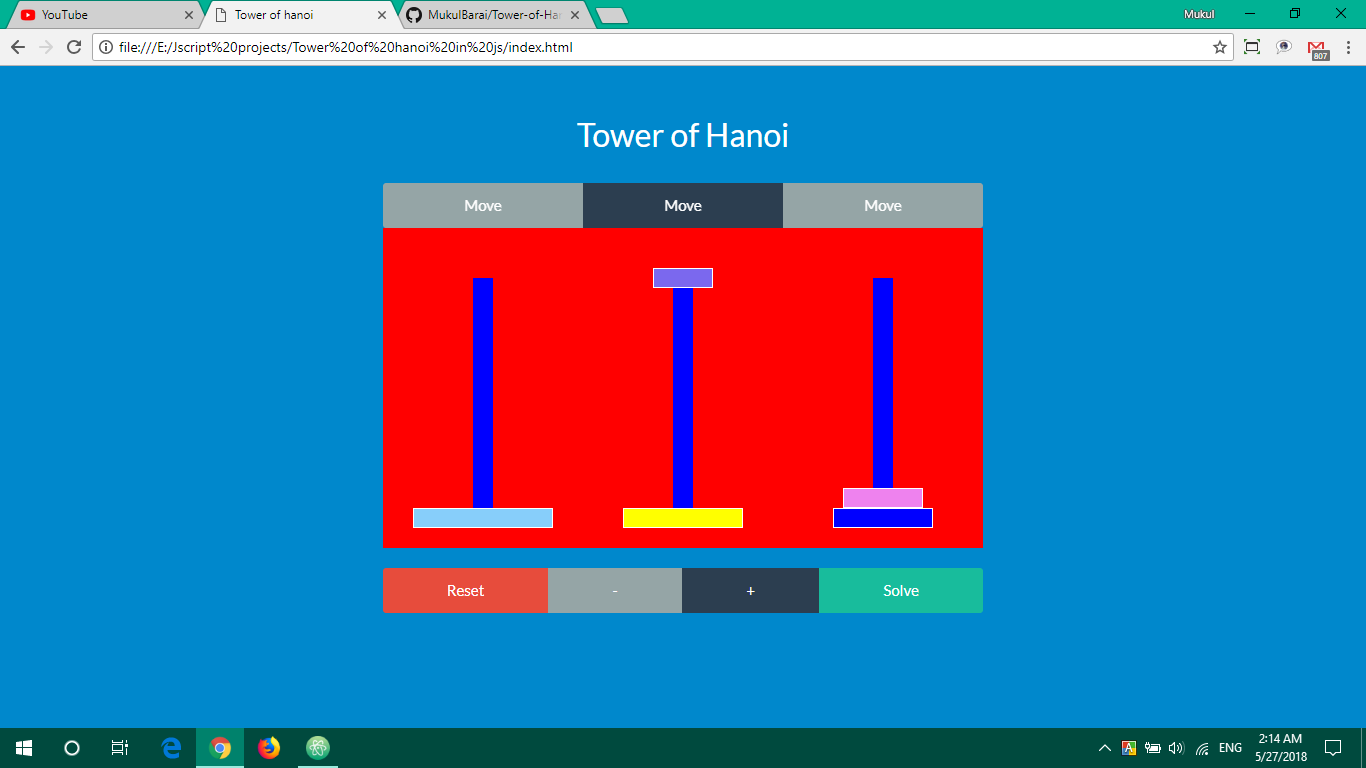 YouTube
Tower of hanoi
MukulBarai/Tower-of-Ha
Mukul
file:///E:/Jscript%20projects/Tower%20of%20hanoi%20in%20js/index.html
807
Tower of Hanoi
Move Move Move
Reset - + Solve
A
ENG
2:14 AM
5/27/2018